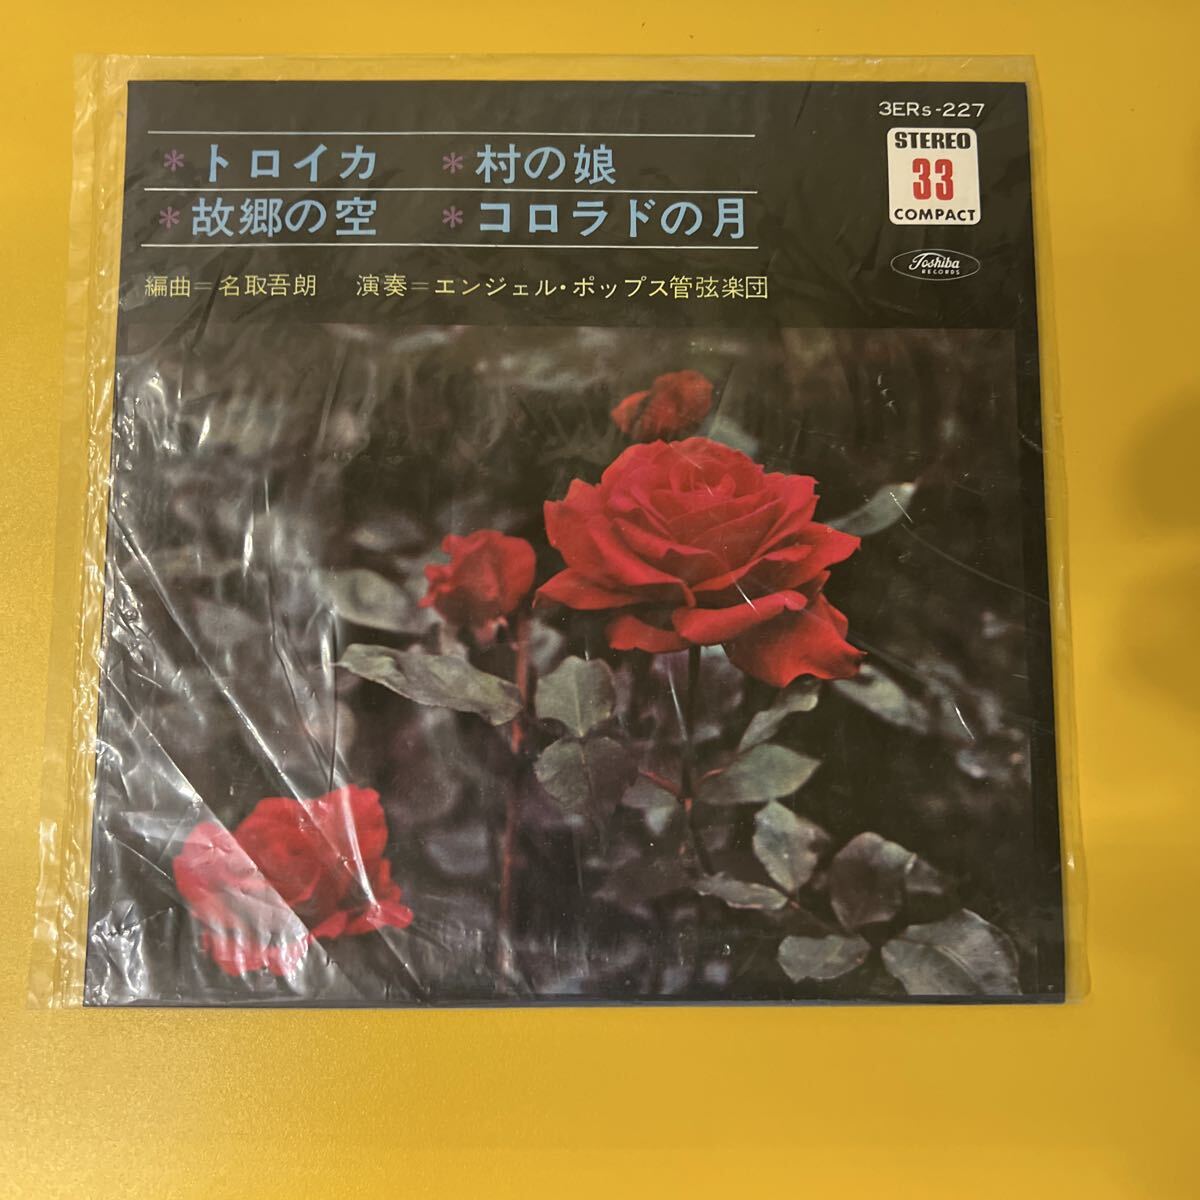 3ERs-227
STEREO
33
COMPACT
Toshiba
RECORDS
*トロイカ *村の娘
*故郷の空 *コロラドの月
編曲=名取吾朗 演奏=エンジェル・ポップス管弦楽団